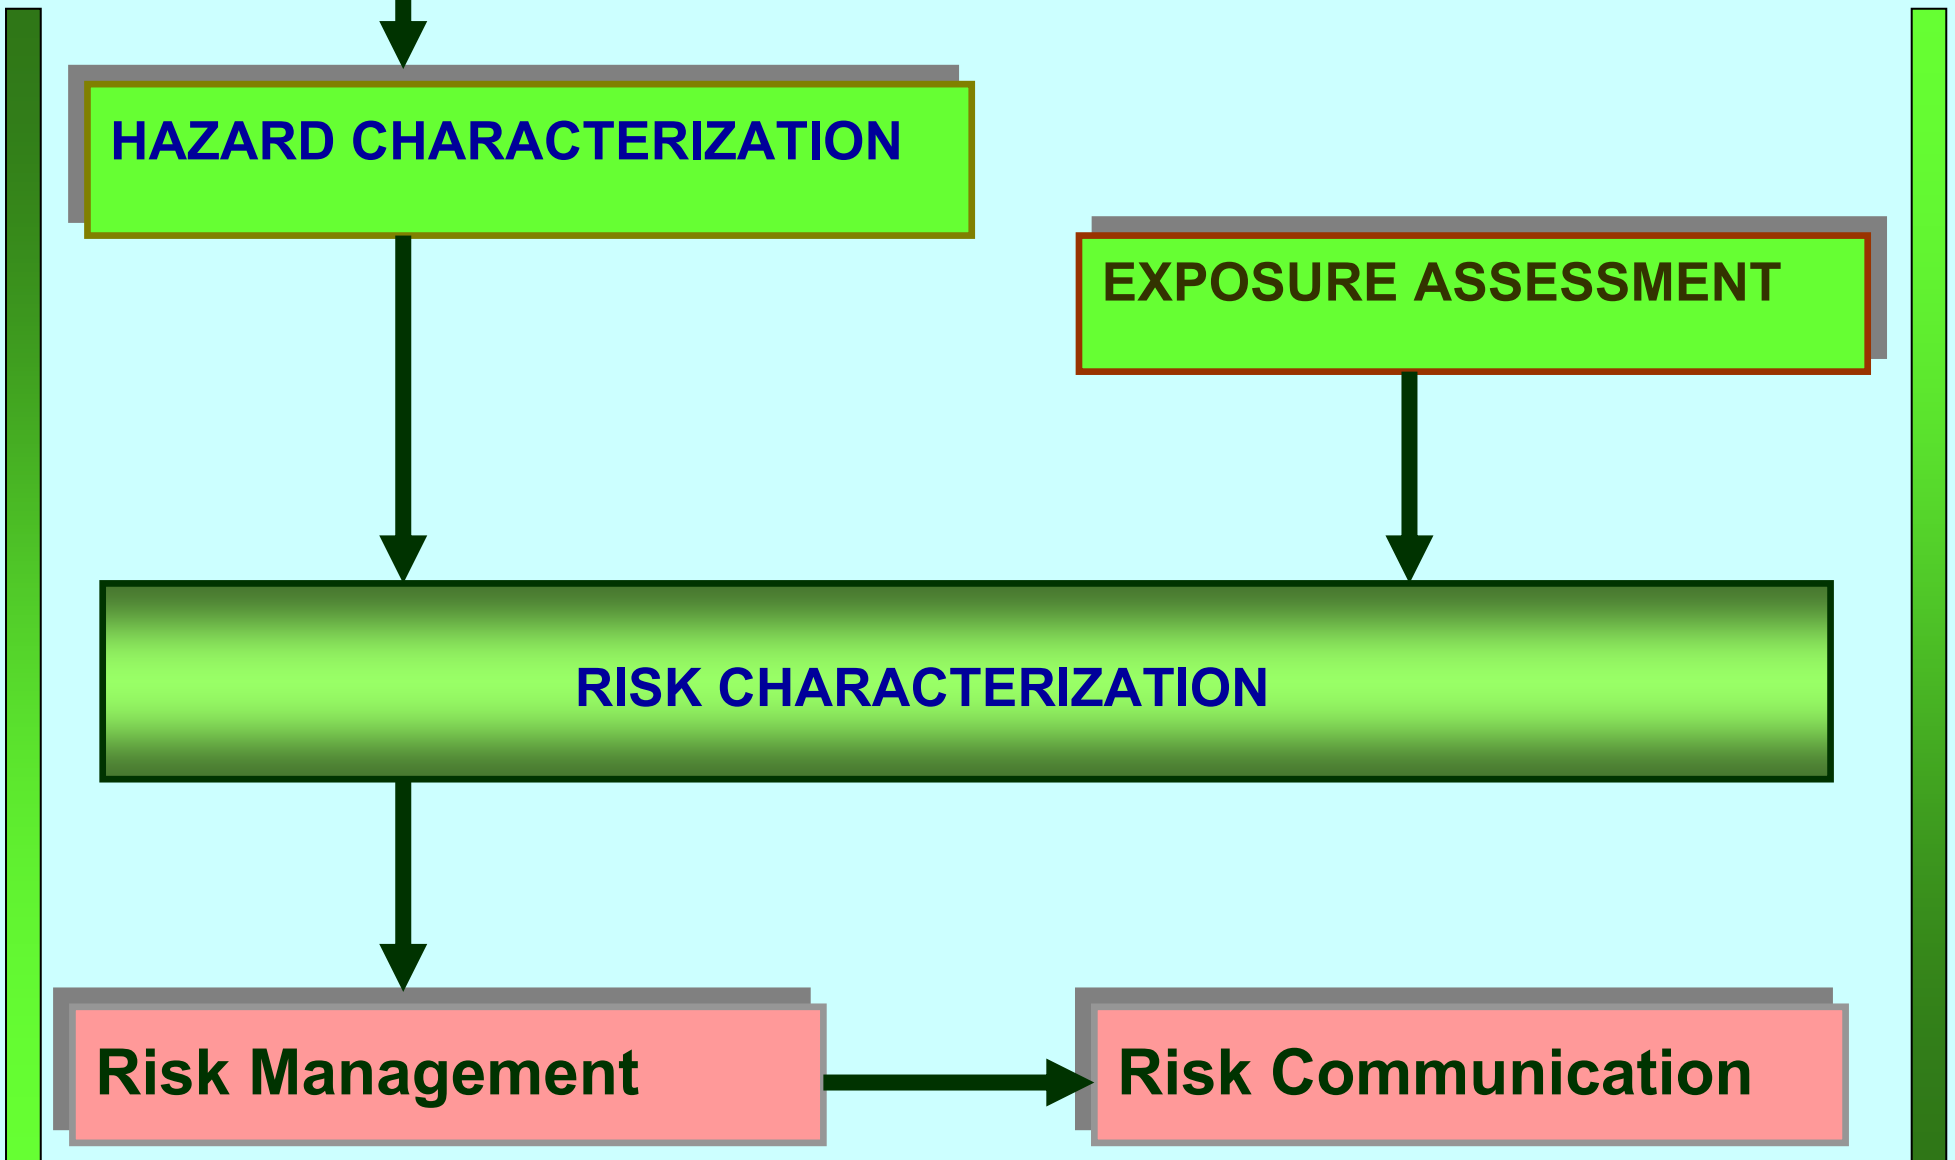 HAZARD CHARACTERIZATION
EXPOSURE ASSESSMENT
RISK CHARACTERIZATION
Risk Management
Risk Communication